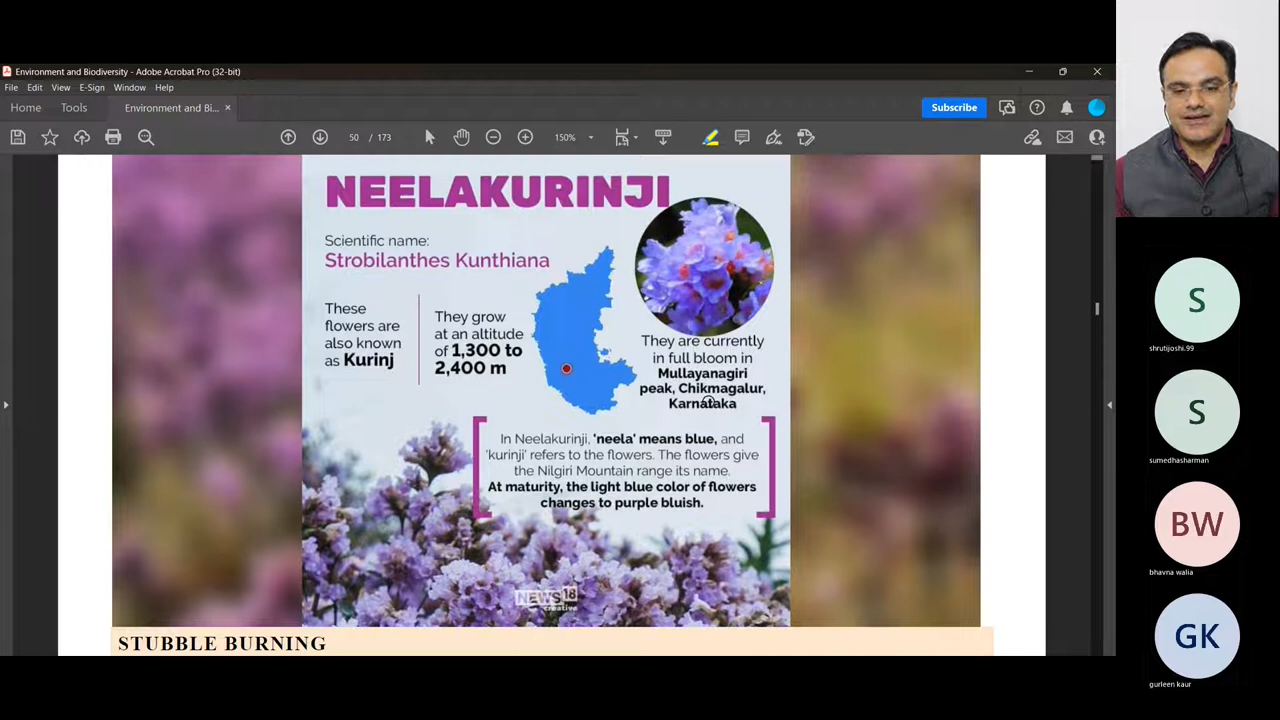 Environment and Biodiversity - Adobe Acrobat Pro (32-bit)
File Edit View E-Sign Window Help
Home Tools Environment and Bi... × Subscribe
50 / 173 150%
NEELAKURINJI
Scientific name:
Strobilanthes Kunthiana
These
flowers are
also known
as Kurinj
They grow
at an altitude
of 1,300 to
2,400 m
They are currently
in full bloom in
Mullayanagiri
peak, Chikmagalur,
Karnataka
In Neelakurinji, 'neela' means blue, and
'kurinji' refers to the flowers. The flowers give
the Nilgiri Mountain range its name.
At maturity, the light blue color of flowers
changes to purple bluish.
NEWS18
creative
STUBBLE BURNING
S
shrutijoshi.99
S
sumedhasharman
BW
bhavna walia
GK
gurleen kaur